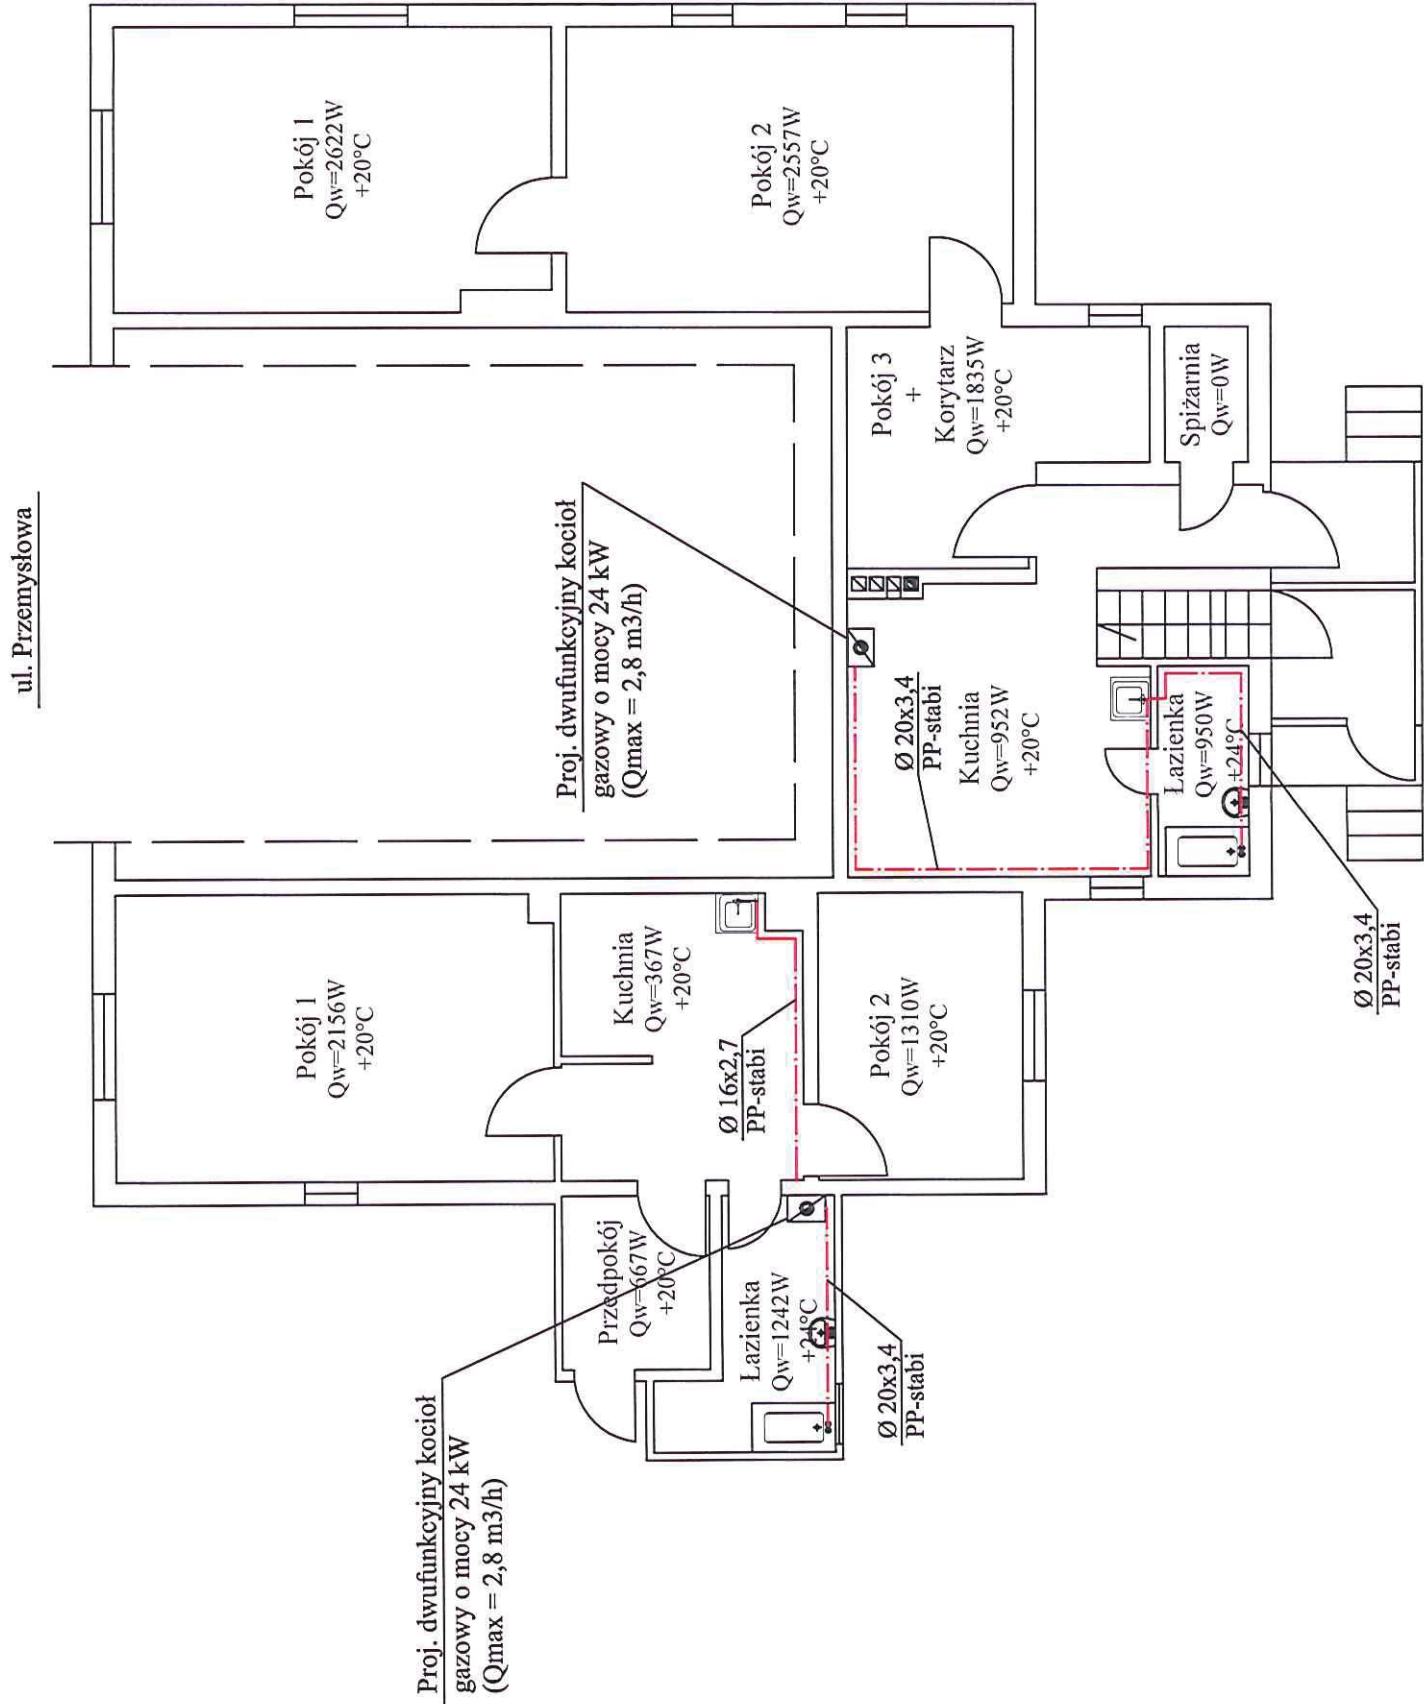 ul. Przemysłowa
Pokój 1
Qw=2622W
+20°C
Pokój 2
Qw=2557W
+20°C
Pokój 3
+
Korytarz
Qw=1835W
+20°C
Spiżarnia
Qw=0W
Proj. dwufunkcyjny kocioł
gazowy o mocy 24 kW
(Qmax = 2,8 m3/h)
Ø 20x3,4
PP-stabi
Kuchnia
Qw=952W
+20°C
Łazienka
Qw=950W
+24°C
Ø 20x3,4
PP-stabi
Pokój 1
Qw=2156W
+20°C
Kuchnia
Qw=367W
+20°C
Ø 16x2,7
PP-stabi
Pokój 2
Qw=1310W
+20°C
Przedpokój
Qw=667W
+20°C
Łazienka
Qw=1242W
+24°C
Ø 20x3,4
PP-stabi
Proj. dwufunkcyjny kocioł
gazowy o mocy 24 kW
(Qmax = 2,8 m3/h)